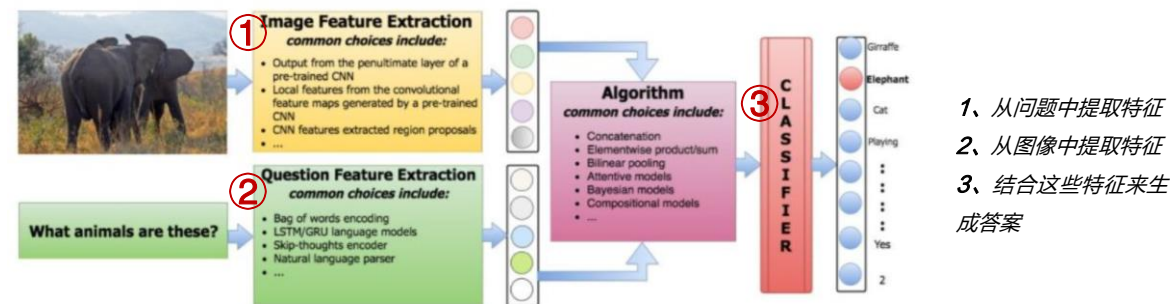 ①
Image Feature Extraction
common choices include:
• Output from the penultimate layer of a
pre-trained CNN
• Local features from the convolutional
feature maps generated by a pre-trained
CNN
• CNN features extracted region proposals
• ...
②
Question Feature Extraction
common choices include:
• Bag of words encoding
• LSTM/GRU language models
• Skip-thoughts encoder
• Natural language parser
• ...
What animals are these?
Algorithm
common choices include:
• Concatenation
• Elementwise product/sum
• Bilinear pooling
• Attentive models
• Bayesian models
• Compositional models
• ...
③
CLASSIFIER
Girraffe
Elephant
Cat
Playing
Yes
2
1、从问题中提取特征
2、从图像中提取特征
3、结合这些特征来生
成答案